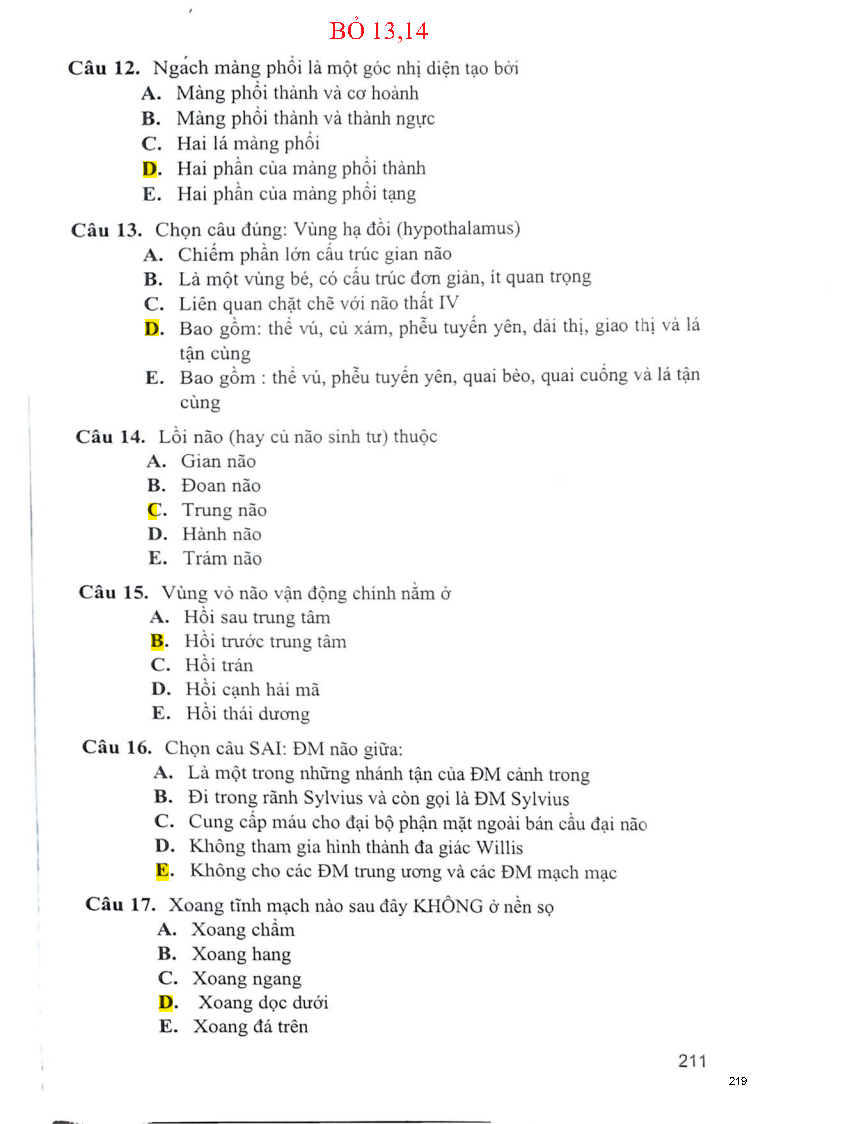 BỎ 13,14
Câu 12. Ngách màng phổi là một góc nhị diện tạo bởi
A. Màng phổi thành và cơ hoành
B. Màng phổi thành và thành ngực
C. Hai lá màng phổi
D. Hai phần của màng phổi thành
E. Hai phần của màng phổi tạng
Câu 13. Chọn câu đúng: Vùng hạ đồi (hypothalamus)
A. Chiếm phần lớn cấu trúc gian não
B. Là một vùng bé, có cấu trúc đơn giản, ít quan trọng
C. Liên quan chặt chẽ với não thất IV
D. Bao gồm: thể vú, củ xám, phễu tuyến yên, dải thị, giao thị và lá
tận cùng
E. Bao gồm : thể vú, phễu tuyến yên, quai bèo, quai cuống và lá tận
cùng
Câu 14. Lồi não (hay củ não sinh tư) thuộc
A. Gian não
B. Đoan não
C. Trung não
D. Hành não
E. Trám não
Câu 15. Vùng vỏ não vận động chính nằm ở
A. Hồi sau trung tâm
B. Hồi trước trung tâm
C. Hồi trán
D. Hồi cạnh hải mã
E. Hồi thái dương
Câu 16. Chọn câu SAI: ĐM não giữa:
A. Là một trong những nhánh tận của ĐM cảnh trong
B. Đi trong rãnh Sylvius và còn gọi là ĐM Sylvius
C. Cung cấp máu cho đại bộ phận mặt ngoài bán cầu đại não
D. Không tham gia hình thành đa giác Willis
E. Không cho các ĐM trung ương và các ĐM mạch mạc
Câu 17. Xoang tĩnh mạch nào sau đây KHÔNG ở nền sọ
A. Xoang chẩm
B. Xoang hang
C. Xoang ngang
D. Xoang dọc dưới
E. Xoang đá trên
211
219